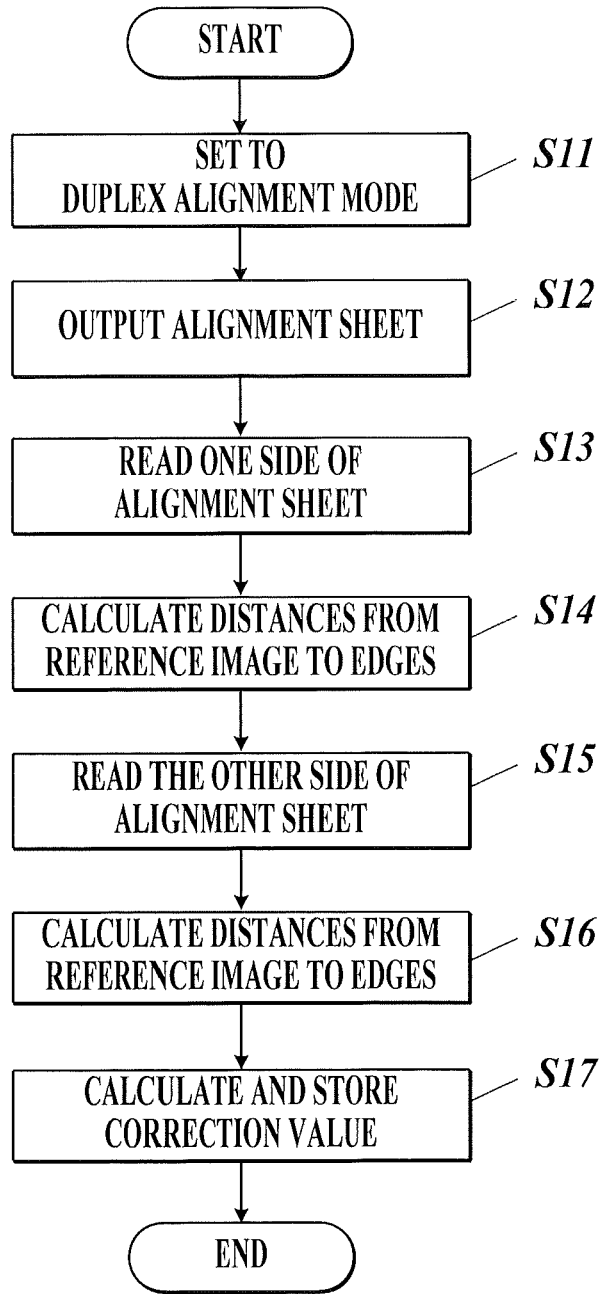 START
SET TO
DUPLEX ALIGNMENT MODE
S11
OUTPUT ALIGNMENT SHEET
S12
READ ONE SIDE OF
ALIGNMENT SHEET
S13
CALCULATE DISTANCES FROM
REFERENCE IMAGE TO EDGES
S14
READ THE OTHER SIDE OF
ALIGNMENT SHEET
S15
CALCULATE DISTANCES FROM
REFERENCE IMAGE TO EDGES
S16
CALCULATE AND STORE
CORRECTION VALUE
S17
END